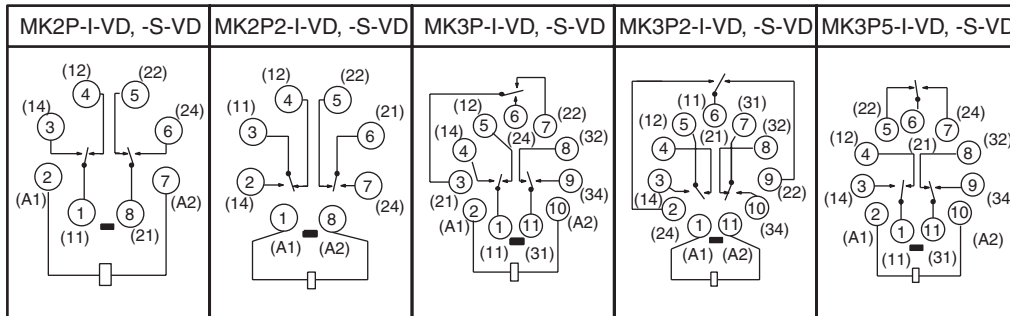 MK2P-I-VD, -S-VD
(12) (22)
4 5
(14) (24)
3 6
2 7
(A1) (A2)
1 8
(11) (21)
MK2P2-I-VD, -S-VD
(12) (22)
4 5
(11) (21)
3 6
2 7
(14) (24)
1 8
(A1) (A2)
MK3P-I-VD, -S-VD
6
(12) (22)
5 7
(14) (24) (32)
4 8
3 9
(21) (34)
2 10
(A1) (A2)
1 11
(11) (31)
MK3P2-I-VD, -S-VD
6
(11) (31)
(12) 5 7 (32)
(21)
4 8
3 9
(14) (22)
2 10
(24) (34)
1 11
(A1) (A2)
MK3P5-I-VD, -S-VD
(22) 5 6 7 (24)
(12) (21) (32)
4 8
3 9
(14) (34)
2 10
(A1) 1 11 (A2)
(11) (31)